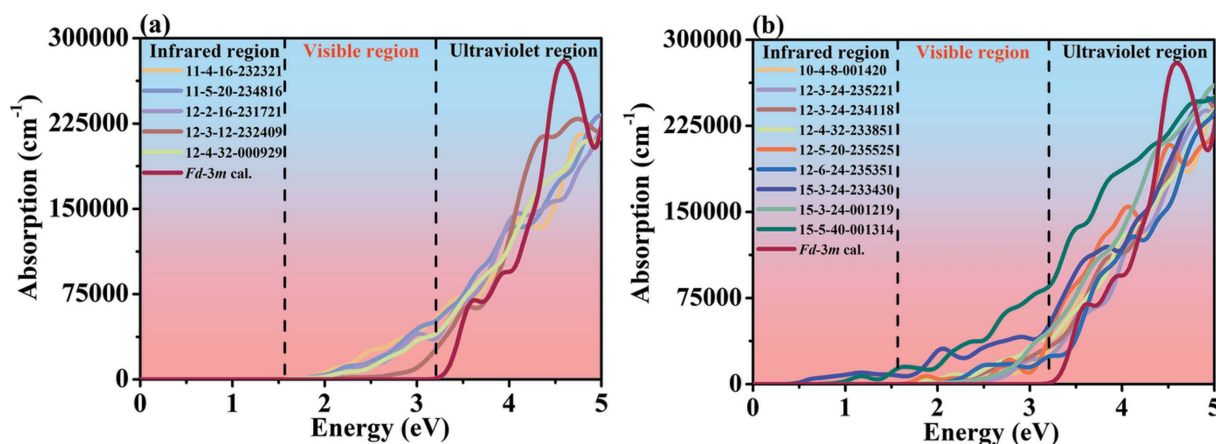 (a)
300000
225000
150000
75000
0
Absorption (cm⁻¹)
Infrared region Visible region Ultraviolet region
11-4-16-232321
11-5-20-234816
12-2-16-231721
12-3-12-232409
12-4-32-000929
Fd-3m cal.
0 1 2 3 4 5
Energy (eV)
(b)
300000
225000
150000
75000
0
Absorption (cm⁻¹)
Infrared region Visible region Ultraviolet region
10-4-8-001420
12-3-24-235221
12-3-24-234118
12-4-32-233851
12-5-20-235525
12-6-24-235351
15-3-24-233430
15-3-24-001219
15-5-40-001314
Fd-3m cal.
0 1 2 3 4 5
Energy (eV)